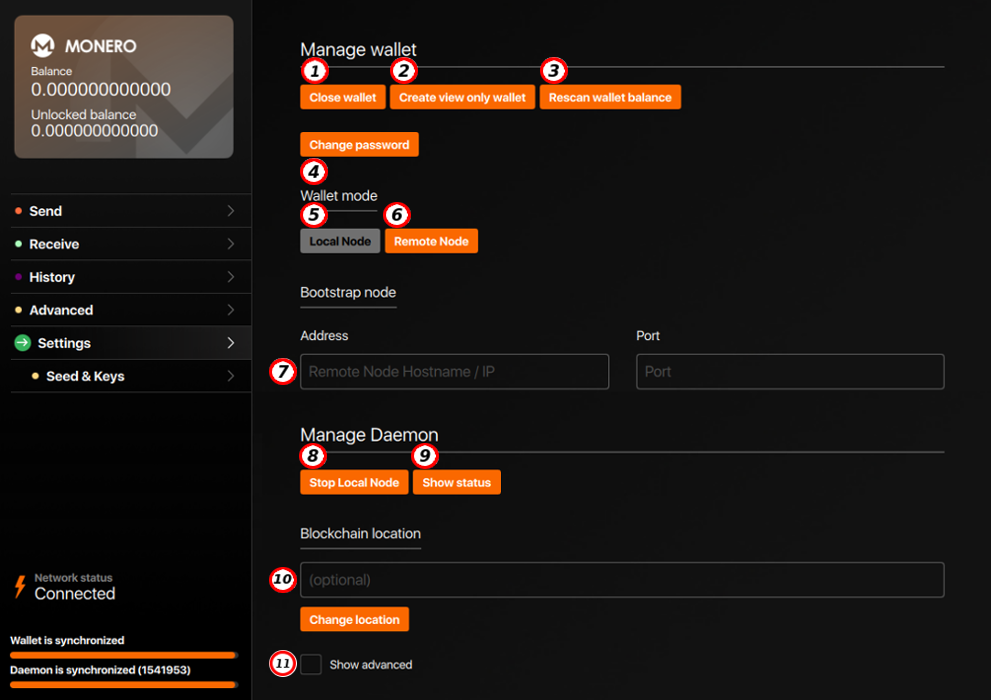 MONERO
Balance
0.000000000000
Unlocked balance
0.000000000000
Send
Receive
History
Advanced
Settings
Seed & Keys
Network status
Connected
Wallet is synchronized
Daemon is synchronized (1541953)
Manage wallet
1 2 3
Close wallet Create view only wallet Rescan wallet balance
Change password
4
Wallet mode
5 6
Local Node Remote Node
Bootstrap node
Address Port
7 Remote Node Hostname / IP Port
Manage Daemon
8 9
Stop Local Node Show status
Blockchain location
10 (optional)
Change location
11 Show advanced